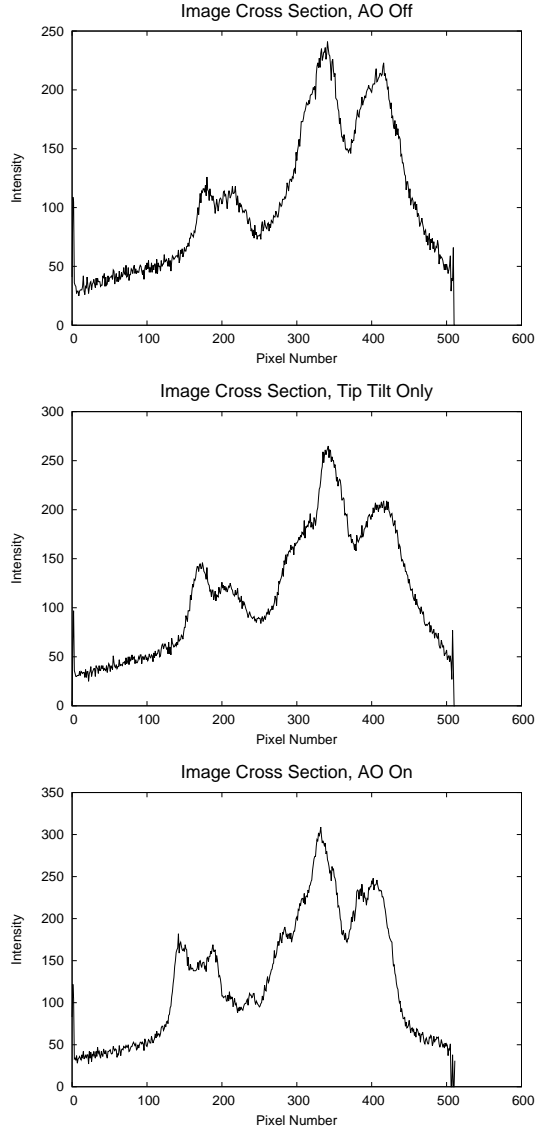 Image Cross Section, AO Off
250
200
150
100
50
0
0 100 200 300 400 500 600
Intensity
Pixel Number
Image Cross Section, Tip Tilt Only
300
250
200
150
100
50
0
0 100 200 300 400 500 600
Intensity
Pixel Number
Image Cross Section, AO On
350
300
250
200
150
100
50
0
0 100 200 300 400 500 600
Intensity
Pixel Number